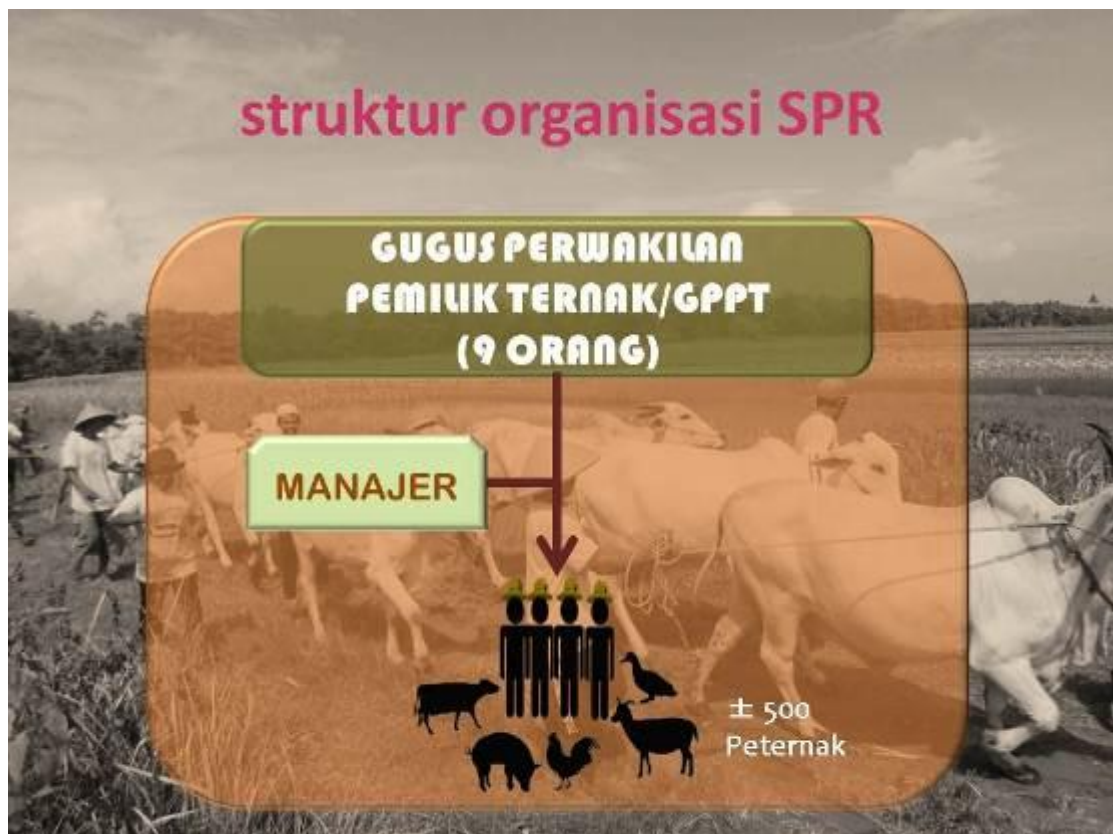 struktur organisasi SPR
GUGUS PERWAKILAN
PEMILIK TERNAK/GPPT
(9 ORANG)
MANAJER
± 500
Peternak